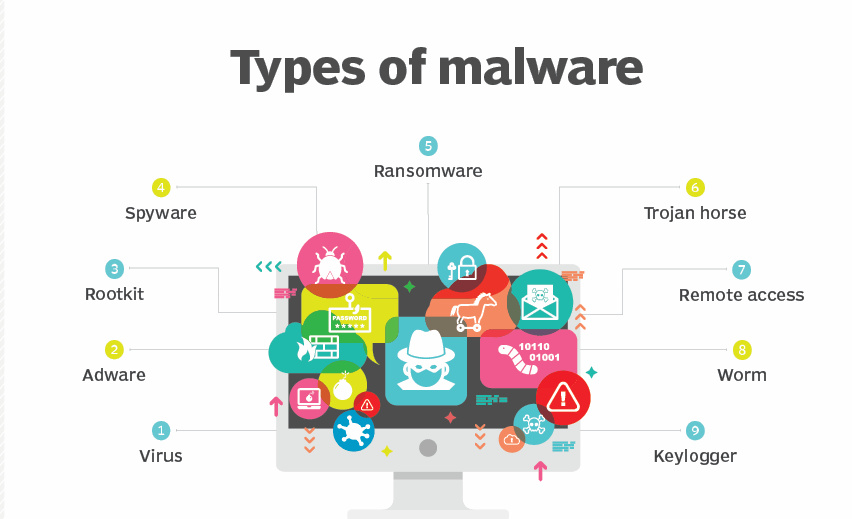 Types of malware
5
Ransomware
4
Spyware
6
Trojan horse
3
Rootkit
7
Remote access
PASSWORD
★★★★★
10110
01001
2
Adware
8
Worm
1
Virus
9
Keylogger